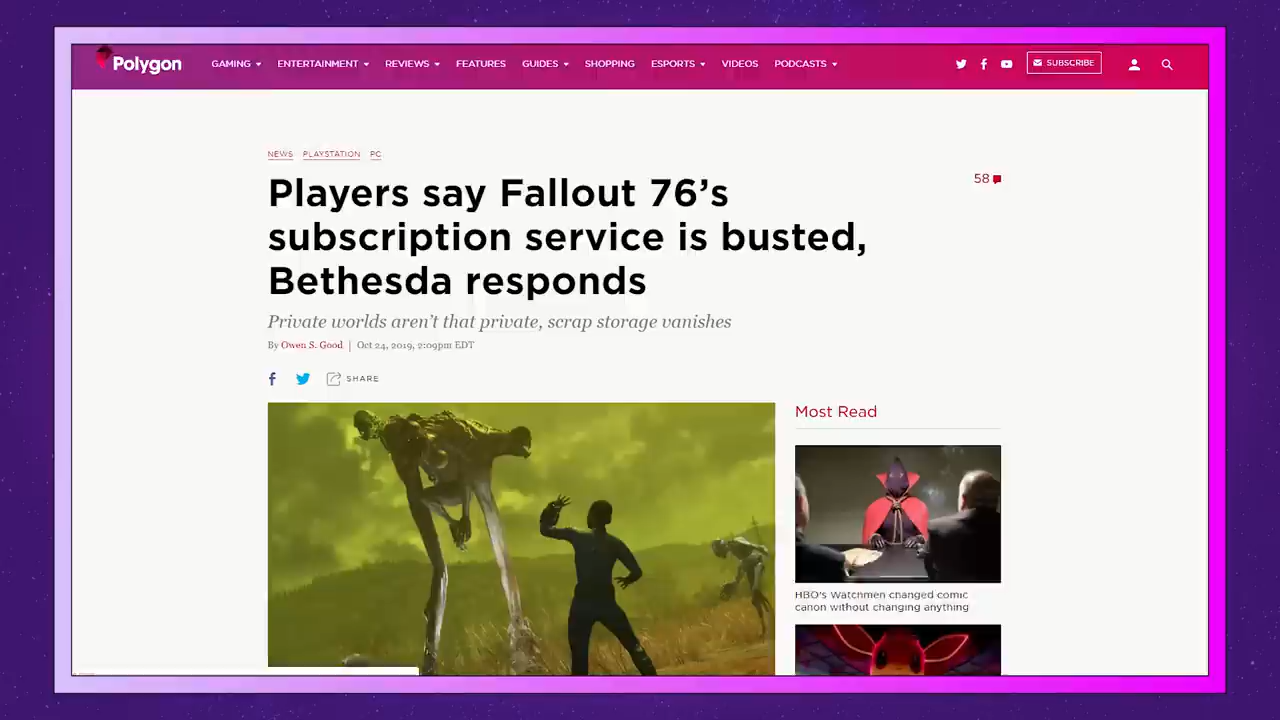 Polygon
GAMING ENTERTAINMENT REVIEWS FEATURES GUIDES SHOPPING ESPORTS VIDEOS PODCASTS SUBSCRIBE
NEWS PLAYSTATION PC
58
Players say Fallout 76’s
subscription service is busted,
Bethesda responds
Private worlds aren’t that private, scrap storage vanishes
By Owen S. Good | Oct 24, 2019, 2:09pm EDT
SHARE
Most Read
HBO's Watchmen changed comic
canon without changing anything